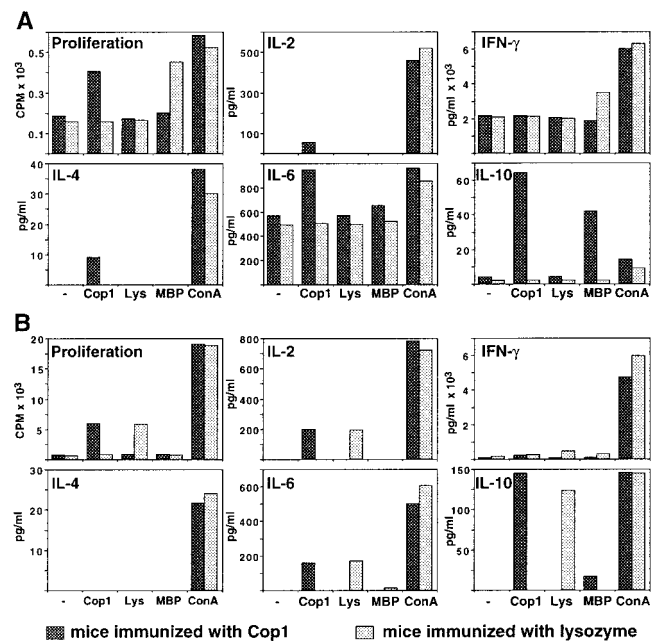 A
Proliferation
CPM x 10³
0.5
0.3
0.1
IL-2
pg/ml
500
300
100
IFN-γ
pg/ml x 10³
6
4
2
0
IL-4
pg/ml
40
30
20
10
IL-6
pg/ml
800
600
400
200
0
IL-10
pg/ml
60
40
20
0
- Cop1 Lys MBP ConA
- Cop1 Lys MBP ConA
- Cop1 Lys MBP ConA
B
Proliferation
CPM x 10³
20
15
10
5
IL-2
pg/ml
800
600
400
200
IFN-γ
pg/ml x 10³
6
4
2
0
IL-4
pg/ml
30
20
10
IL-6
pg/ml
600
400
200
IL-10
pg/ml
150
100
50
- Cop1 Lys MBP ConA
- Cop1 Lys MBP ConA
- Cop1 Lys MBP ConA
mice immunized with Cop1
mice immunized with lysozyme